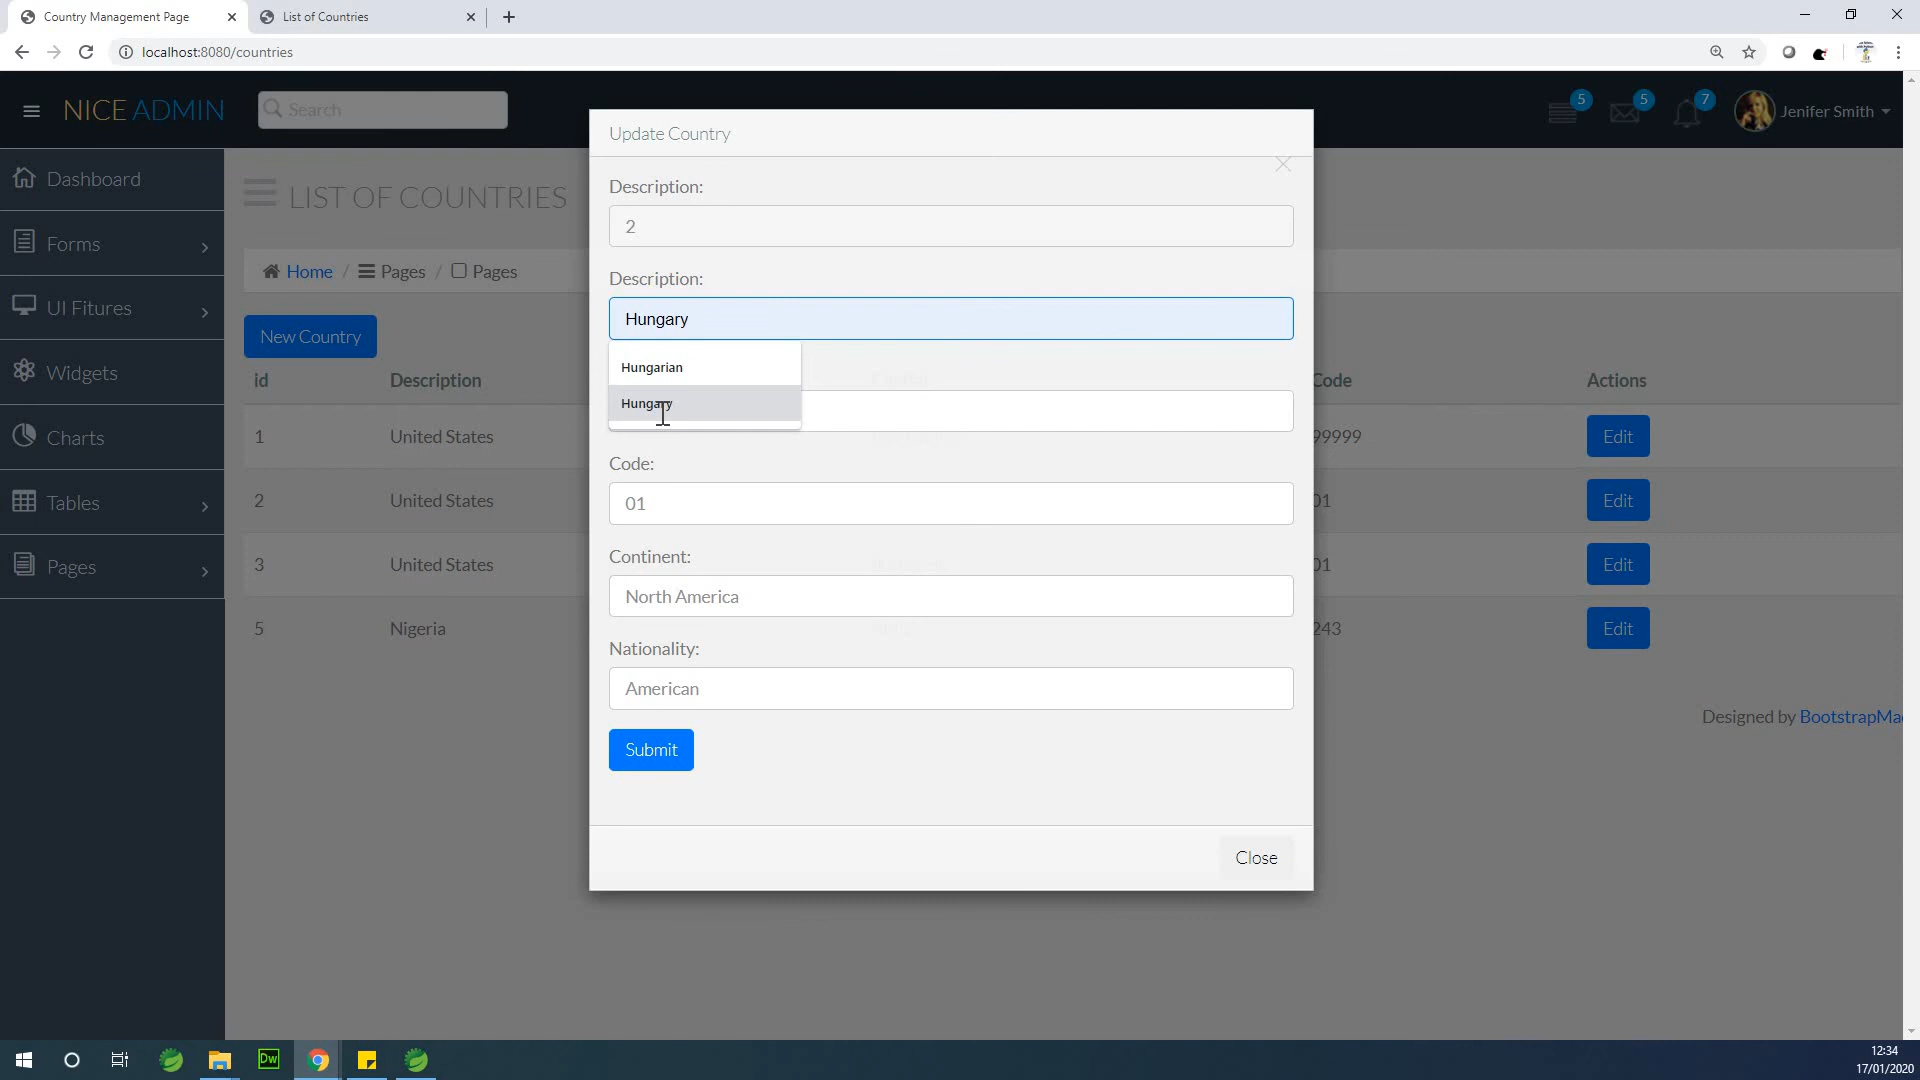 Country Management Page
List of Countries
localhost:8080/countries
NICE ADMIN
Search
5
5
7
Jenifer Smith
Update Country
Dashboard
Forms
UI Fitures
Widgets
Charts
Tables
Pages
LIST OF COUNTRIES
Home / Pages / Pages
New Country
id Description Code Actions
1 United States 99999 Edit
2 United States 01 Edit
3 United States 01 Edit
5 Nigeria 243 Edit
Description:
2
Description:
Hungary
Hungarian
Hungary
Code:
01
Continent:
North America
Nationality:
American
Submit
Close
Designed by BootstrapMa
Dw
12:34
17/01/2020